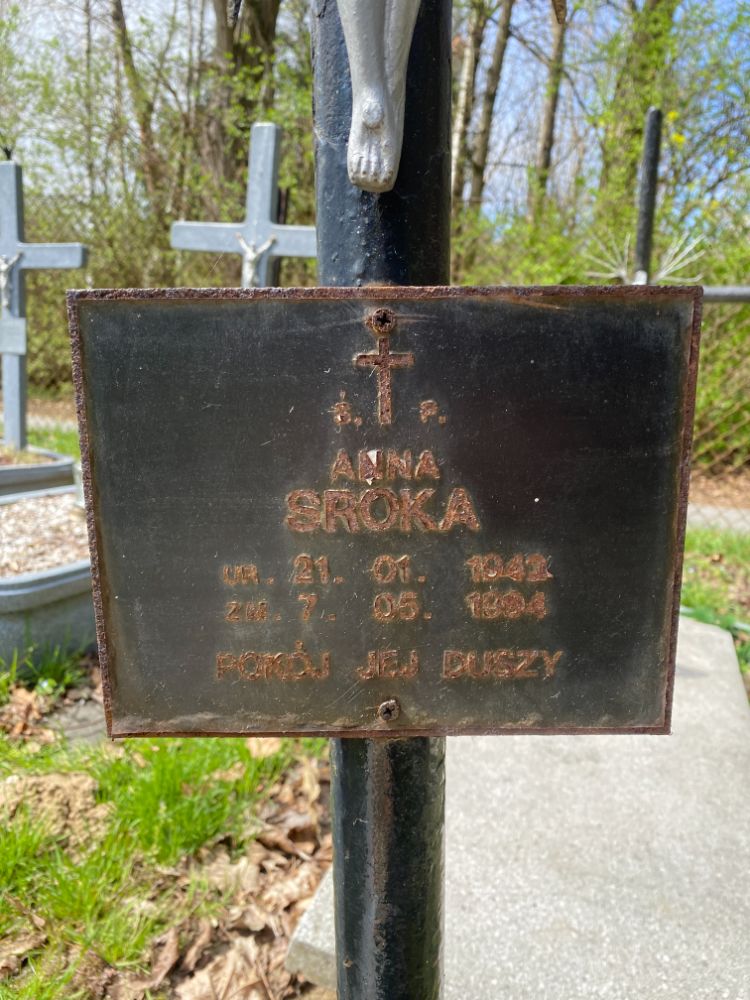 Ś. P.
ANNA
SROKA
UR. 21. 01. 1942
ZM. 7. 05. 1994
POKÓJ JEJ DUSZY